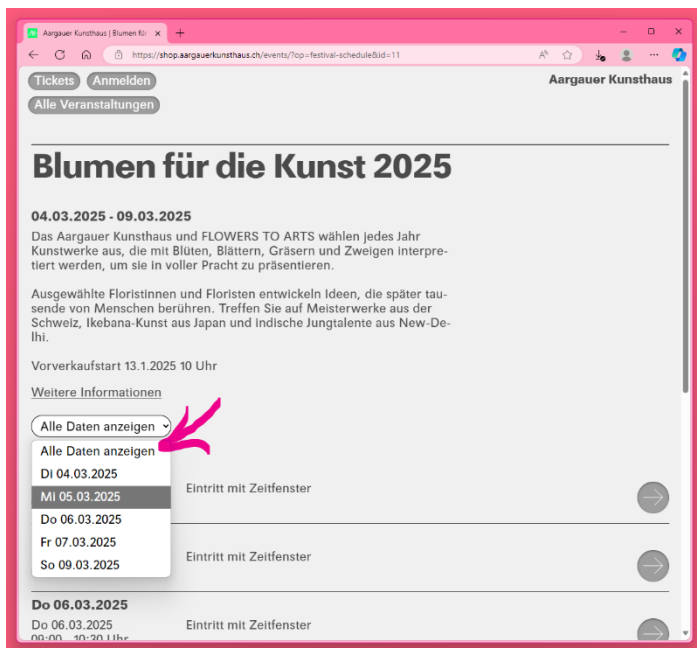 Aargauer Kunsthaus | Blumen für
https://shop.aargauerkunsthaus.ch/events/?op=festival-schedule&id=11
Tickets Anmelden
Aargauer Kunsthaus
Alle Veranstaltungen
Blumen für die Kunst 2025
04.03.2025 - 09.03.2025
Das Aargauer Kunsthaus und FLOWERS TO ARTS wählen jedes Jahr
Kunstwerke aus, die mit Blüten, Blättern, Gräsern und Zweigen interpre-
tiert werden, um sie in voller Pracht zu präsentieren.
Ausgewählte Floristinnen und Floristen entwickeln Ideen, die später tau-
sende von Menschen berühren. Treffen Sie auf Meisterwerke aus der
Schweiz, Ikebana-Kunst aus Japan und indische Jungtalente aus New-De-
lhi.
Vorverkaufstart 13.1.2025 10 Uhr
Weitere Informationen
Alle Daten anzeigen
Alle Daten anzeigen
Di 04.03.2025
Mi 05.03.2025
Eintritt mit Zeitfenster
Do 06.03.2025
Fr 07.03.2025
So 09.03.2025
Eintritt mit Zeitfenster
Do 06.03.2025
Do 06.03.2025
Eintritt mit Zeitfenster
09:00 - 10:30 Uhr